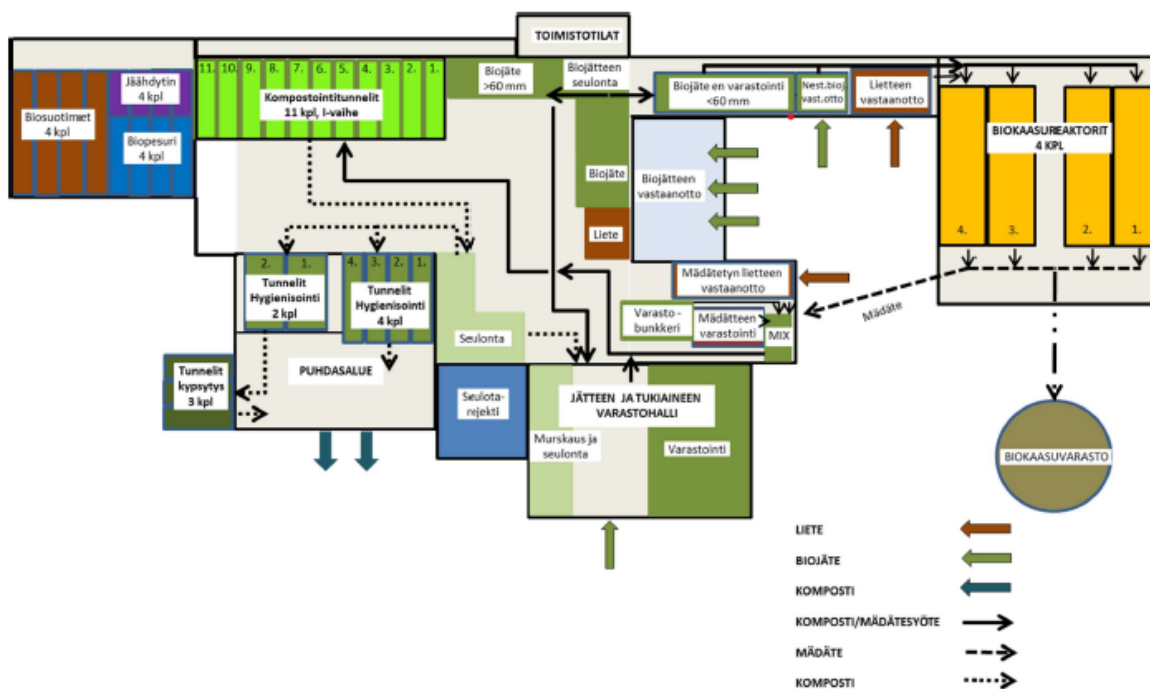 TOIMISTOTILAT
Jäähdytin
4 kpl
Biosuotimet
4 kpl
Biopesuri
4 kpl
11. 10. 9. 8. 7. 6. 5. 4. 3. 2. 1.
Kompostointitunnelit
11 kpl, I-vaihe
Biojäte
>60 mm
Biojätteen
seulonta
Biojäte en varastointi
<60 mm
Nest.bioj.
vast.otto
Lietteen
vastaanotto
BIOKAASUREAKTORIT
4 KPL
4. 3. 2. 1.
Biojäte
Biojätteen
vastaanotto
Liete
Mädätetyn lietteen
vastaanotto
Varasto-
bunkkeri
Mädätteen
varastointi
MIX
Mädäte
2. 1.
Tunnelit
Hygienisointi
2 kpl
4. 3. 2. 1.
Tunnelit
Hygienisointi
4 kpl
Seulonta
Tunnelit
kypsytys
3 kpl
PUHDASALUE
Seulota-
rejekti
JÄTTEEN JA TUKIAINEEN
VARASTOHALLI
Murskaus ja
seulonta
Varastointi
BIOKAASUVARASTO
LIETE
BIOJÄTE
KOMPOSTI
KOMPOSTI/MÄDÄTESYÖTE
MÄDÄTE
KOMPOSTI